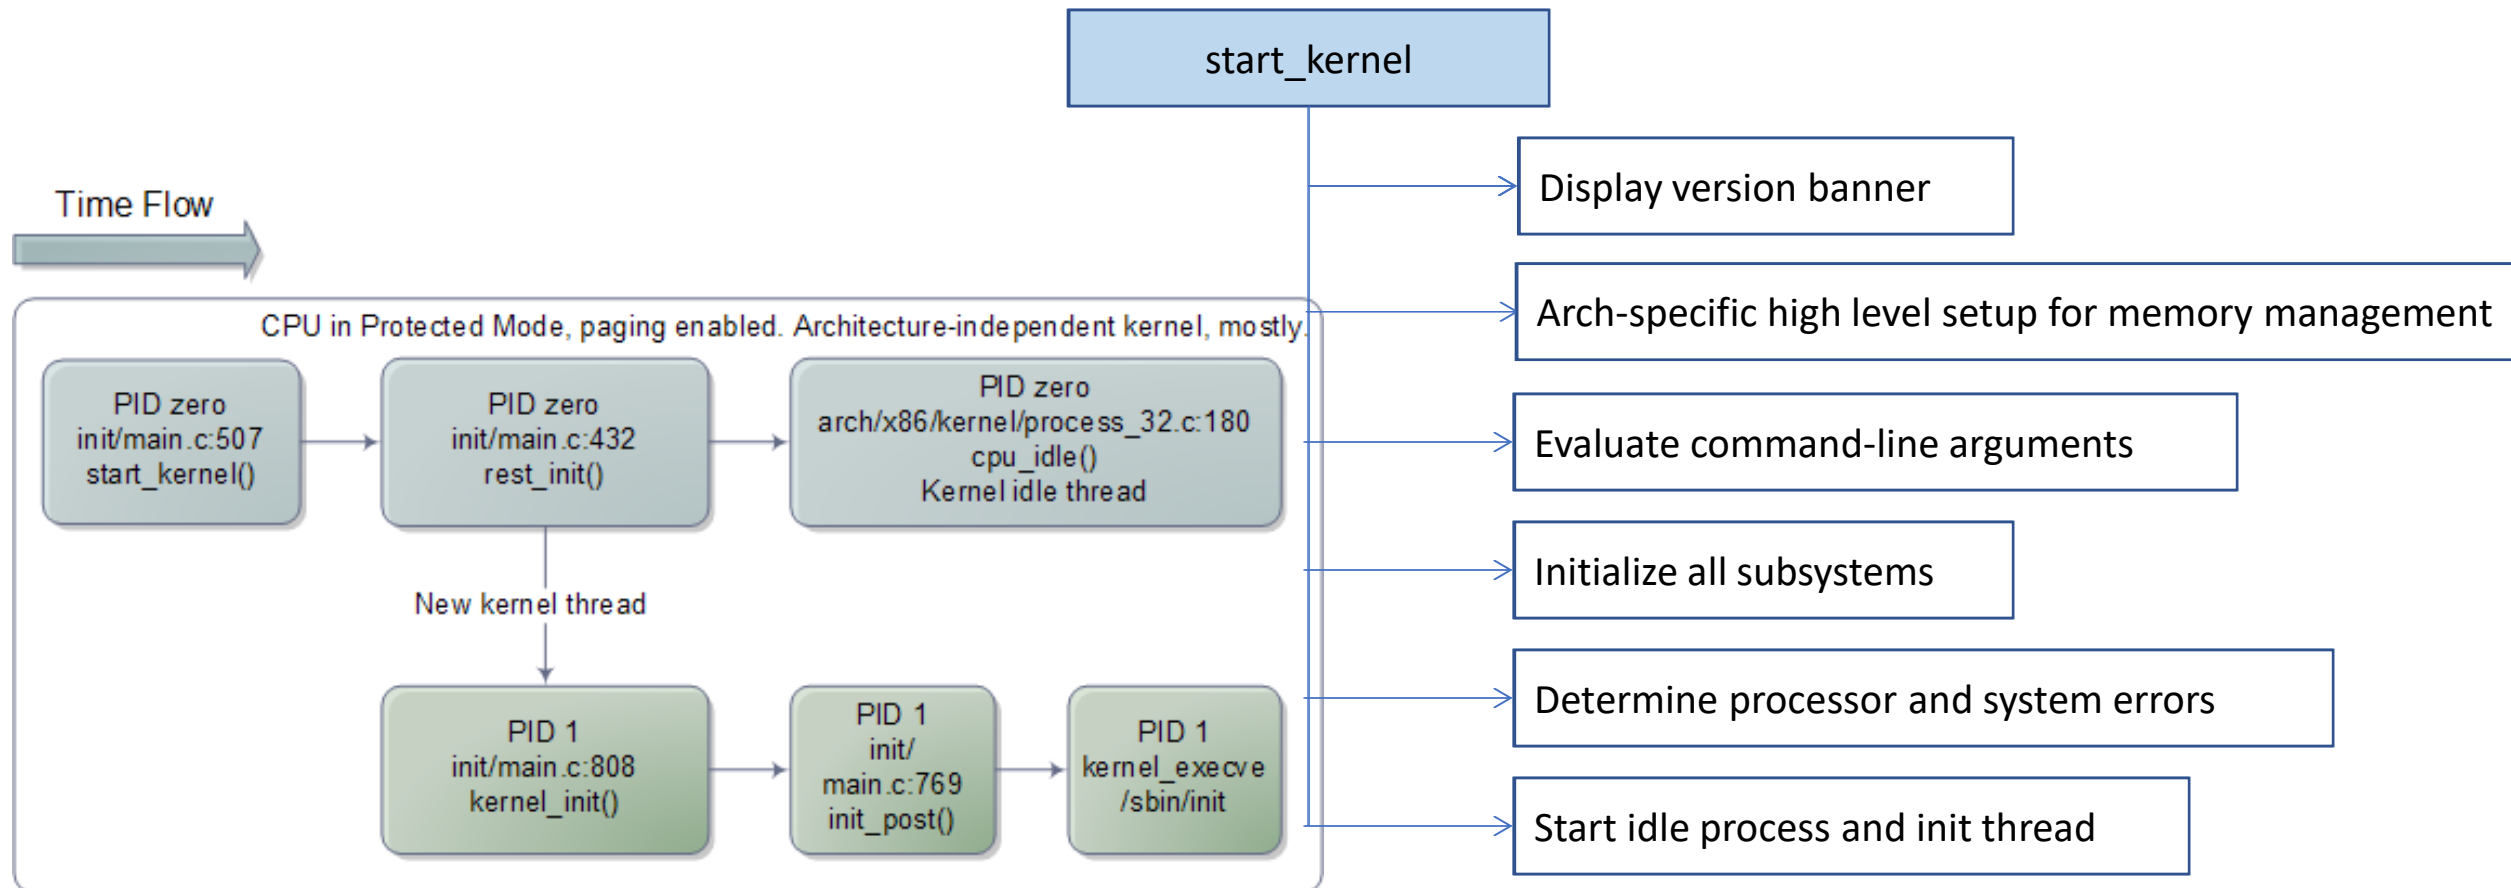 start_kernel
Display version banner
Arch-specific high level setup for memory management
Evaluate command-line arguments
Initialize all subsystems
Determine processor and system errors
Start idle process and init thread
Time Flow
CPU in Protected Mode, paging enabled. Architecture-independent kernel, mostly.
PID zero
init/main.c:507
start_kernel()
PID zero
init/main.c:432
rest_init()
PID zero
arch/x86/kernel/process_32.c:180
cpu_idle()
Kernel idle thread
New kernel thread
PID 1
init/main.c:808
kernel_init()
PID 1
init/
main.c:769
init_post()
PID 1
kernel_execve
/sbin/init